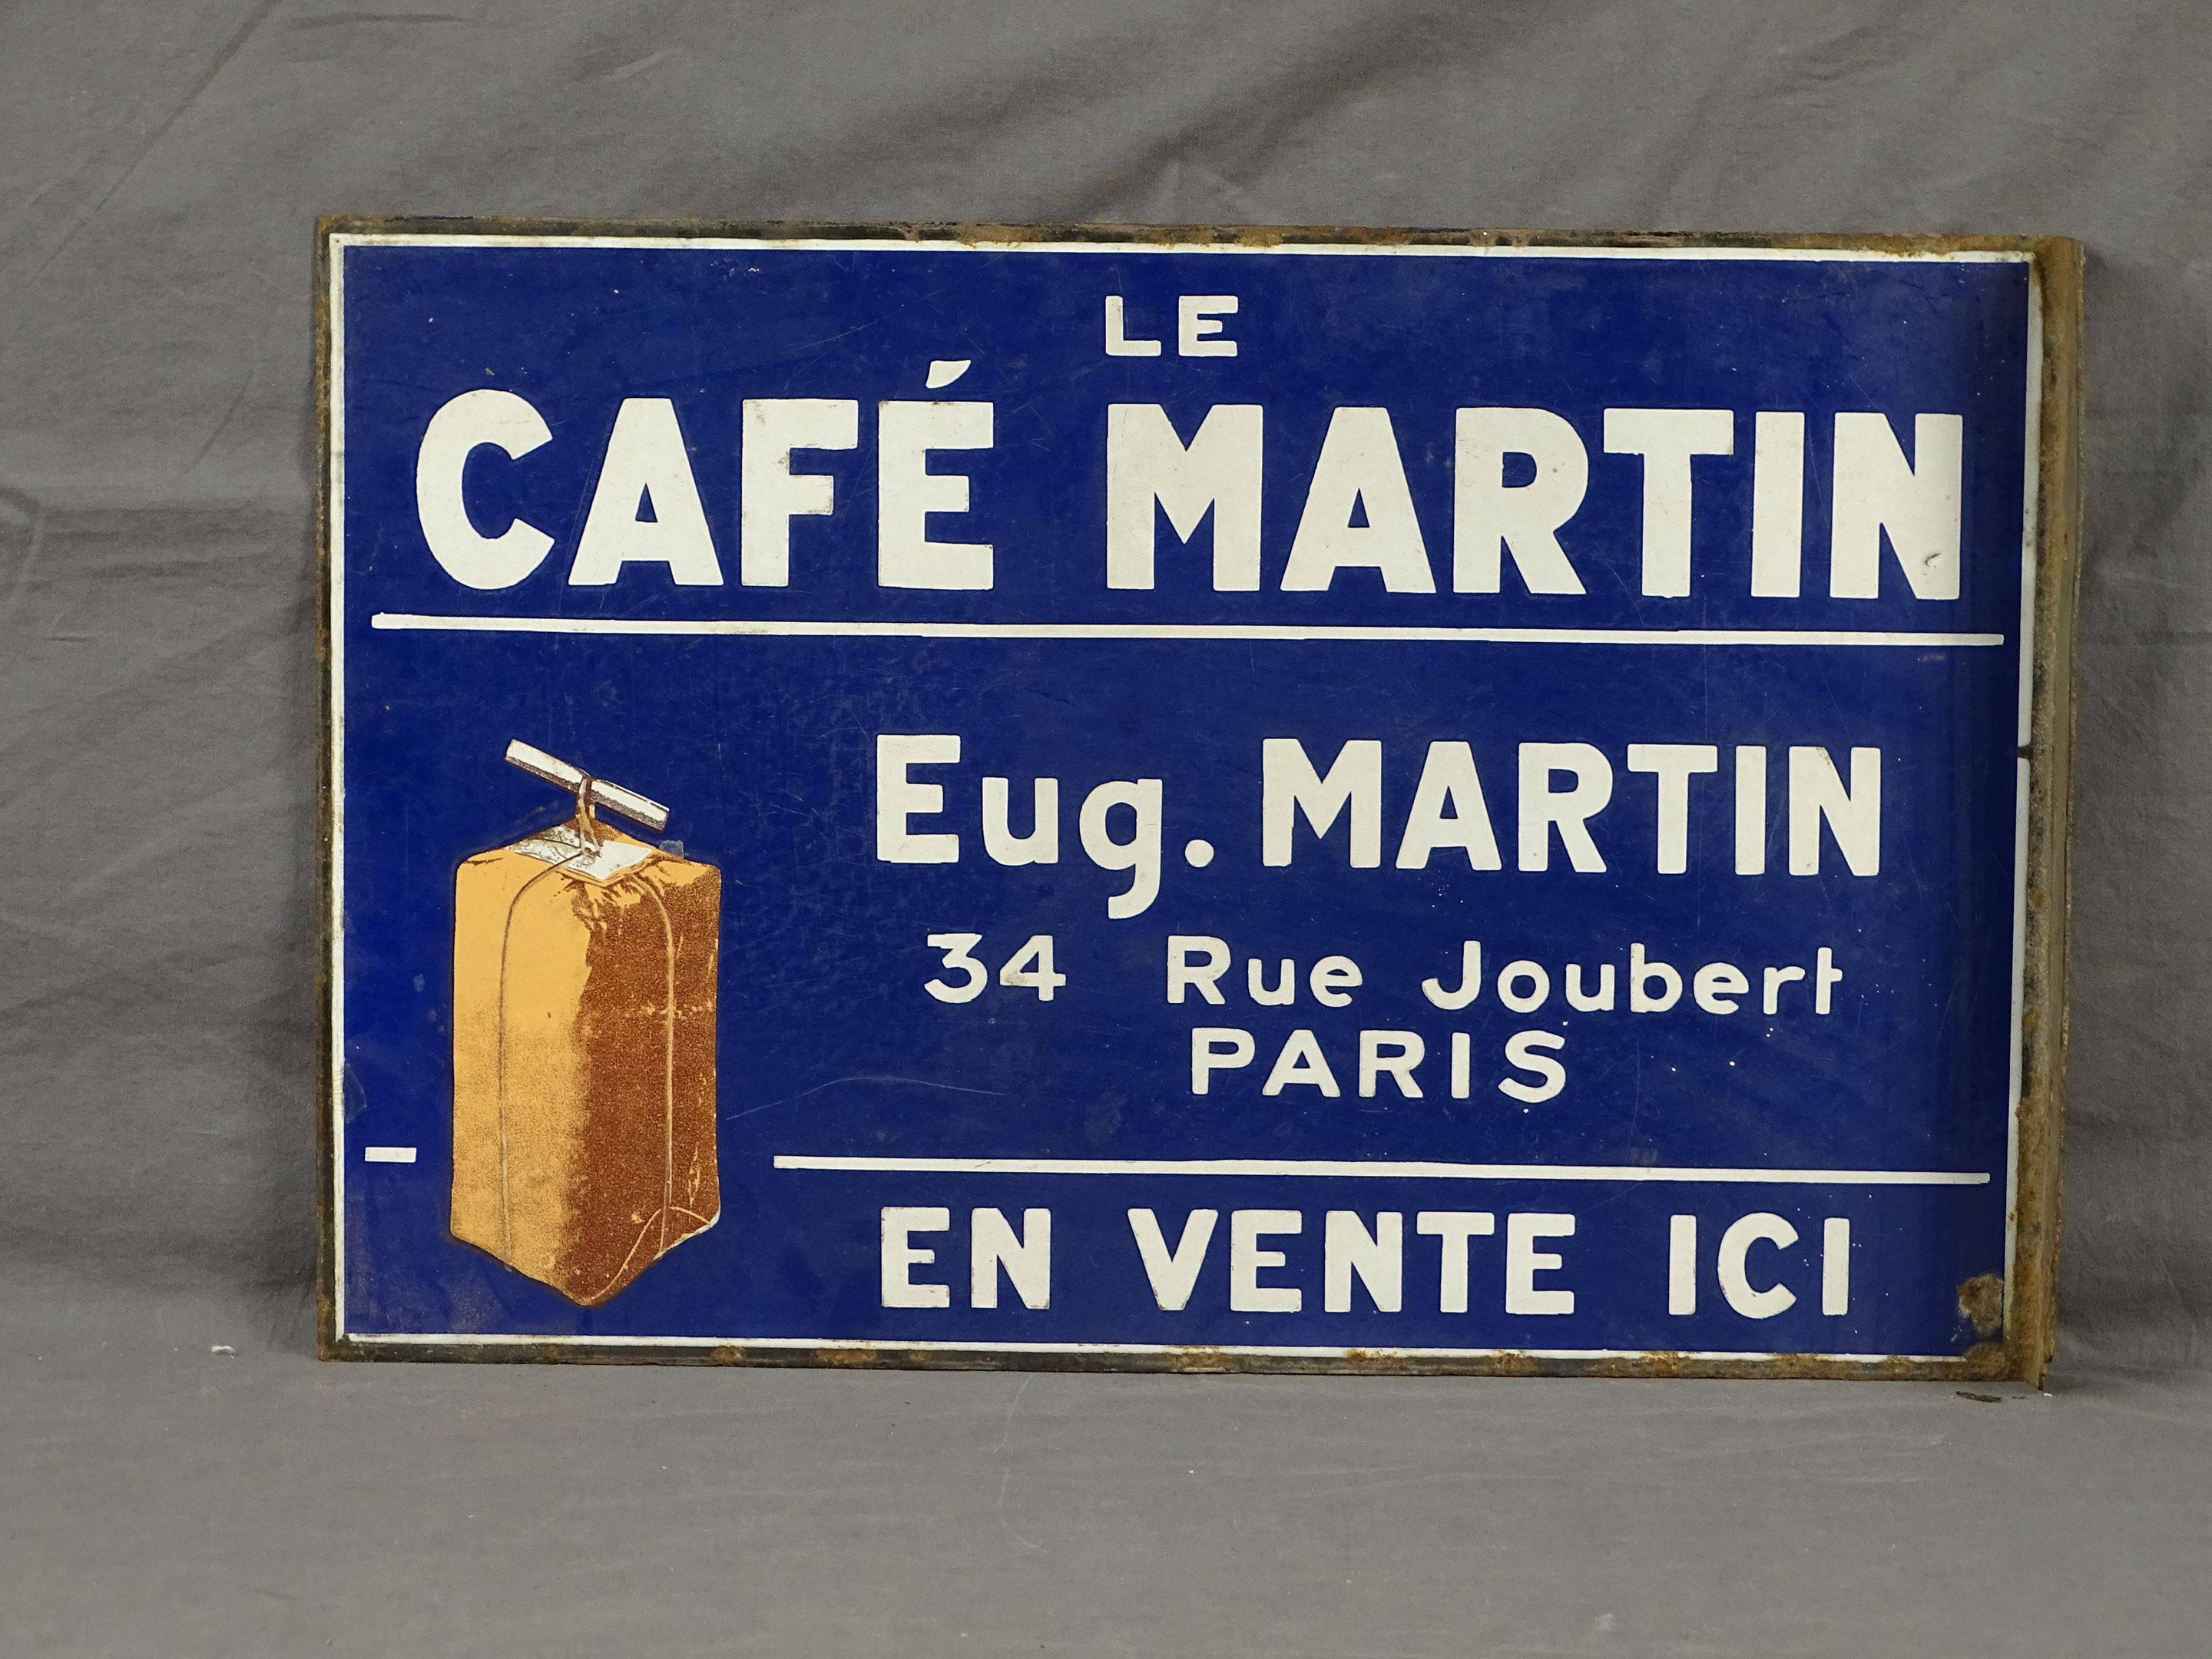 LE
CAFÉ MARTIN
Eug. MARTIN
34 Rue Joubert
PARIS
EN VENTE ICI